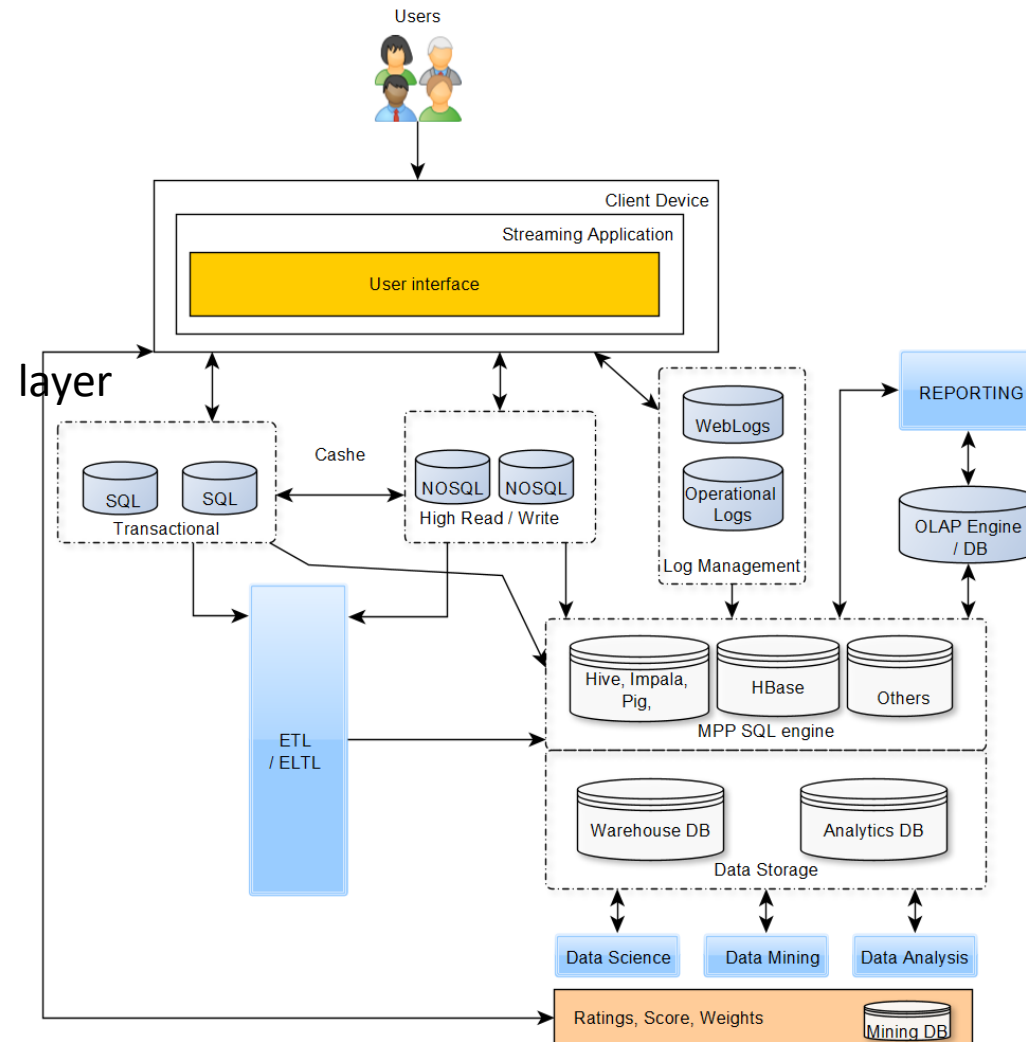 Users
Client Device
Streaming Application
User interface
layer
REPORTING
WebLogs
Cashe
SQL
SQL
Transactional
NOSQL
NOSQL
High Read / Write
Operational
Logs
Log Management
OLAP Engine
/ DB
Hive, Impala,
Pig,
HBase
Others
MPP SQL engine
ETL
/ ELTL
Warehouse DB
Analytics DB
Data Storage
Data Science
Data Mining
Data Analysis
Ratings, Score, Weights
Mining DB